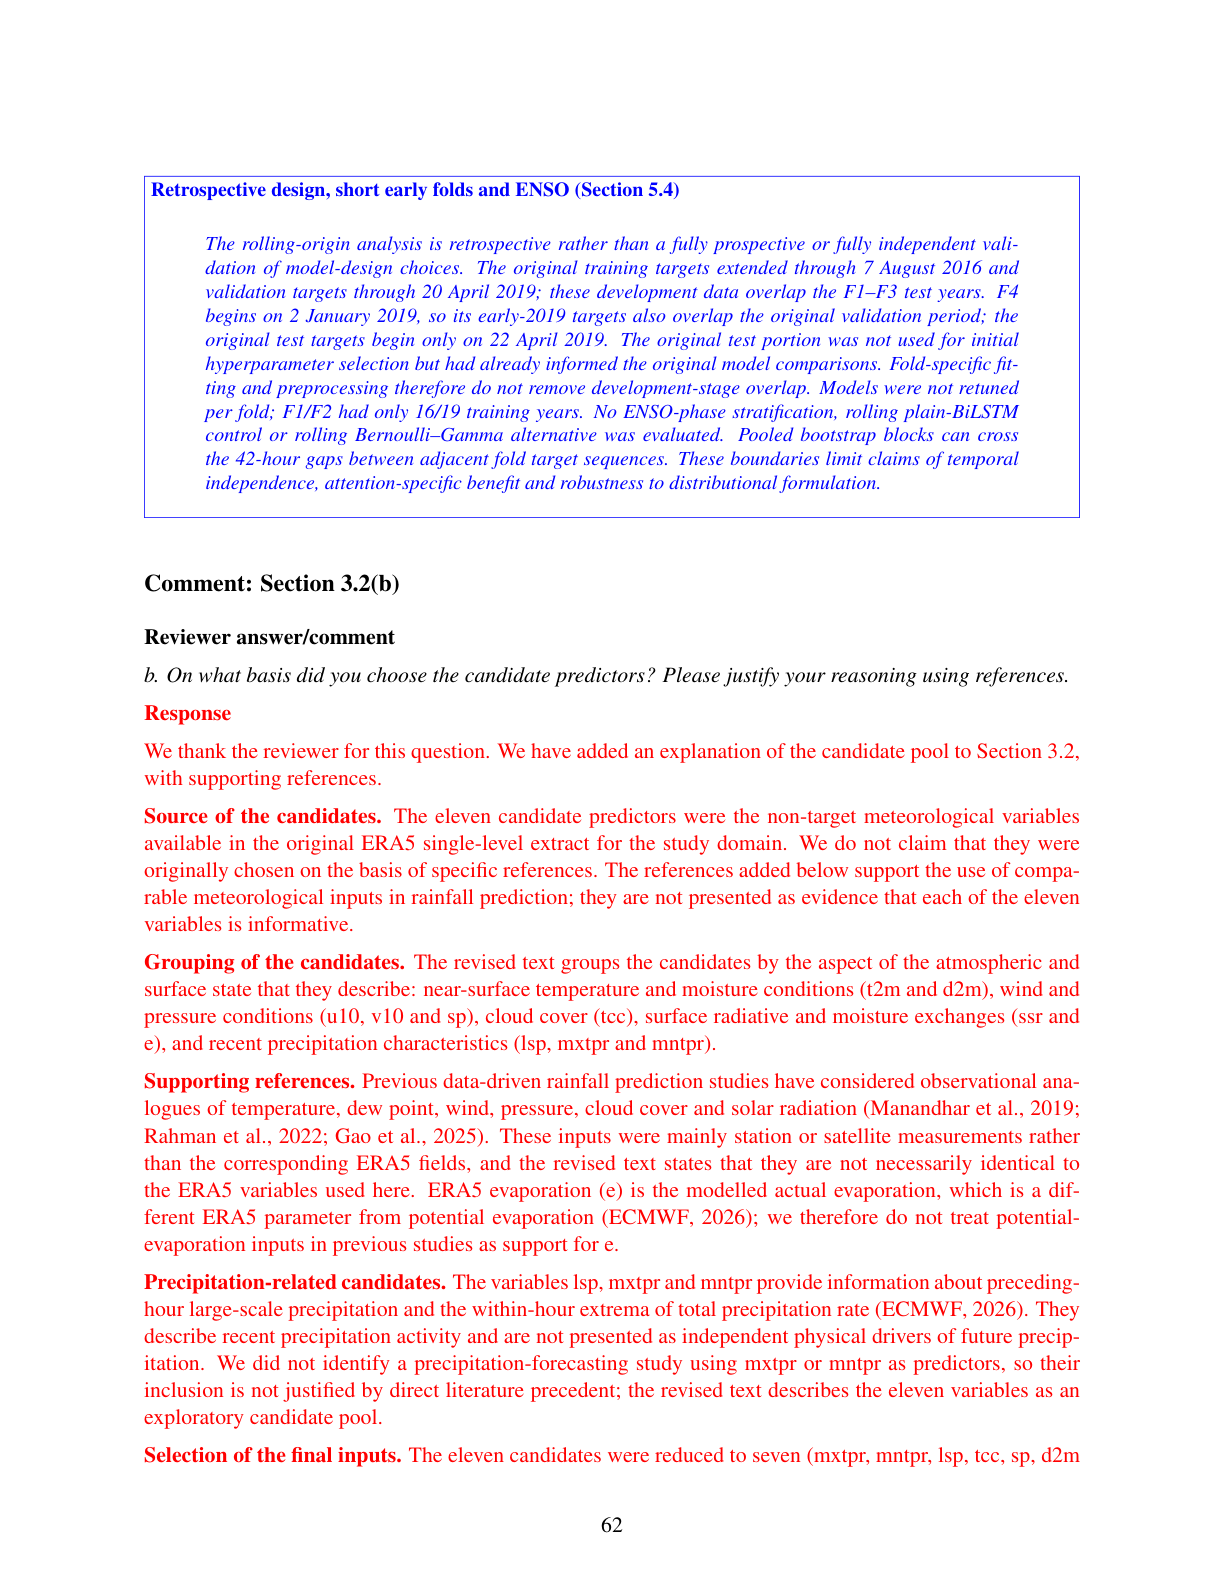 Retrospective design, short early folds and ENSO (Section 5.4)
The rolling-origin analysis is retrospective rather than a fully prospective or fully independent vali-
dation of model-design choices. The original training targets extended through 7 August 2016 and
validation targets through 20 April 2019; these development data overlap the F1–F3 test years. F4
begins on 2 January 2019, so its early-2019 targets also overlap the original validation period; the
original test targets begin only on 22 April 2019. The original test portion was not used for initial
hyperparameter selection but had already informed the original model comparisons. Fold-specific fit-
ting and preprocessing therefore do not remove development-stage overlap. Models were not retuned
per fold; F1/F2 had only 16/19 training years. No ENSO-phase stratification, rolling plain-BiLSTM
control or rolling Bernoulli–Gamma alternative was evaluated. Pooled bootstrap blocks can cross
the 42-hour gaps between adjacent fold target sequences. These boundaries limit claims of temporal
independence, attention-specific benefit and robustness to distributional formulation.
Comment: Section 3.2(b)
Reviewer answer/comment
b. On what basis did you choose the candidate predictors? Please justify your reasoning using references.
Response
We thank the reviewer for this question. We have added an explanation of the candidate pool to Section 3.2,
with supporting references.
Source of the candidates. The eleven candidate predictors were the non-target meteorological variables
available in the original ERA5 single-level extract for the study domain. We do not claim that they were
originally chosen on the basis of specific references. The references added below support the use of compa-
rable meteorological inputs in rainfall prediction; they are not presented as evidence that each of the eleven
variables is informative.
Grouping of the candidates. The revised text groups the candidates by the aspect of the atmospheric and
surface state that they describe: near-surface temperature and moisture conditions (t2m and d2m), wind and
pressure conditions (u10, v10 and sp), cloud cover (tcc), surface radiative and moisture exchanges (ssr and
e), and recent precipitation characteristics (lsp, mxtpr and mntpr).
Supporting references. Previous data-driven rainfall prediction studies have considered observational ana-
logues of temperature, dew point, wind, pressure, cloud cover and solar radiation (Manandhar et al., 2019;
Rahman et al., 2022; Gao et al., 2025). These inputs were mainly station or satellite measurements rather
than the corresponding ERA5 fields, and the revised text states that they are not necessarily identical to
the ERA5 variables used here. ERA5 evaporation (e) is the modelled actual evaporation, which is a dif-
ferent ERA5 parameter from potential evaporation (ECMWF, 2026); we therefore do not treat potential-
evaporation inputs in previous studies as support for e.
Precipitation-related candidates. The variables lsp, mxtpr and mntpr provide information about preceding-
hour large-scale precipitation and the within-hour extrema of total precipitation rate (ECMWF, 2026). They
describe recent precipitation activity and are not presented as independent physical drivers of future precip-
itation. We did not identify a precipitation-forecasting study using mxtpr or mntpr as predictors, so their
inclusion is not justified by direct literature precedent; the revised text describes the eleven variables as an
exploratory candidate pool.
Selection of the final inputs. The eleven candidates were reduced to seven (mxtpr, mntpr, lsp, tcc, sp, d2m
62